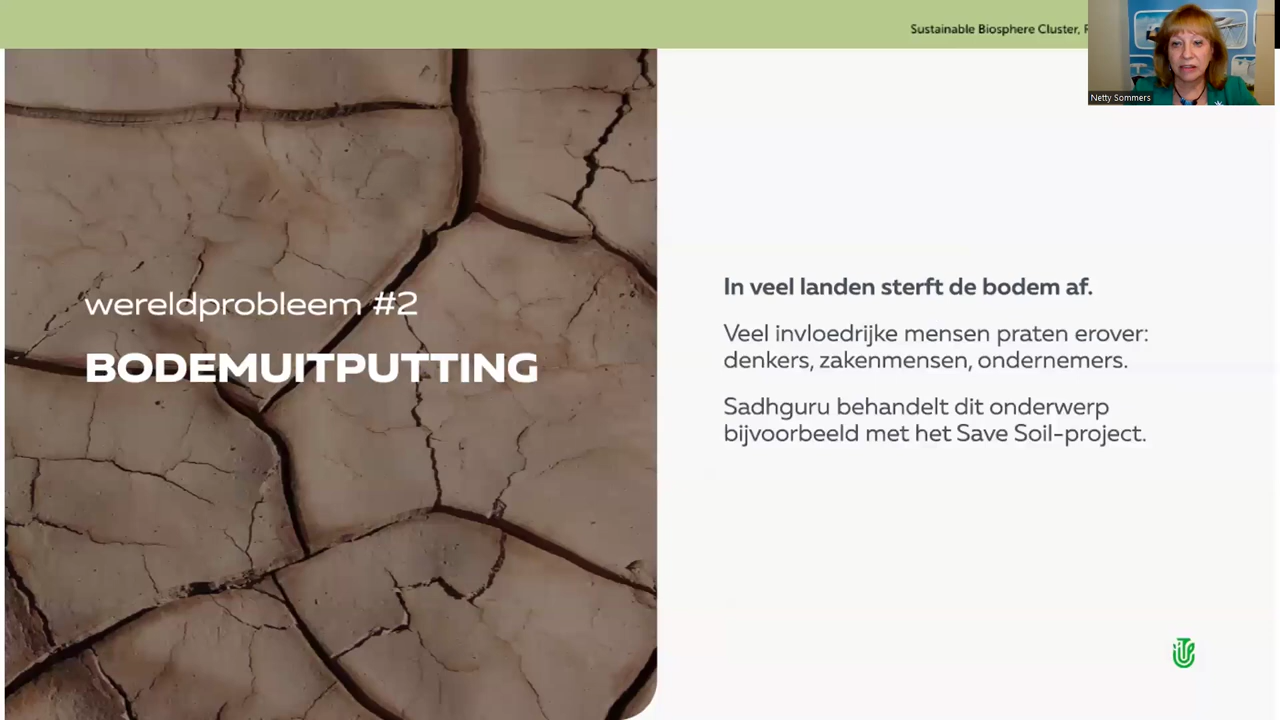 Sustainable Biosphere Cluster,
Netty Sommers
wereldprobleem #2
BODEMUITPUTTING
In veel landen sterft de bodem af.
Veel invloedrijke mensen praten erover:
denkers, zakenmensen, ondernemers.
Sadhguru behandelt dit onderwerp
bijvoorbeeld met het Save Soil-project.